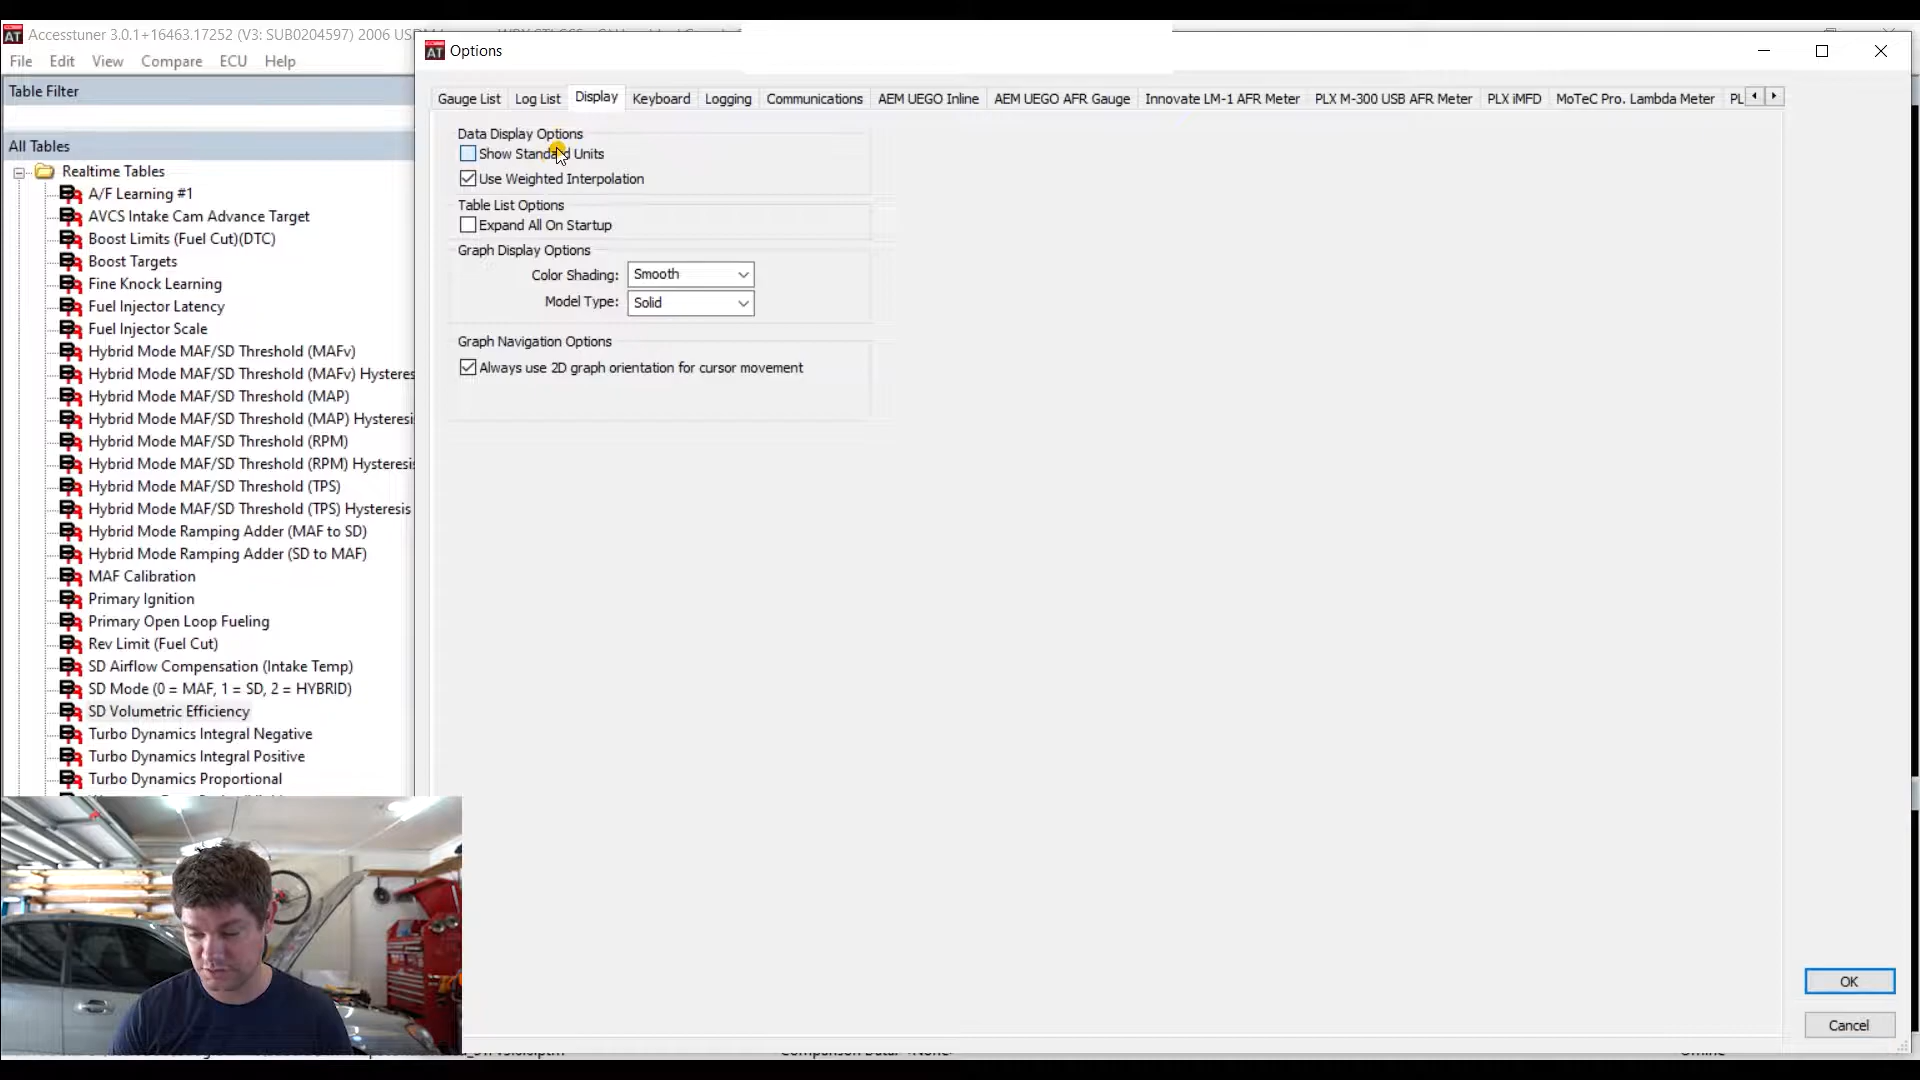 Accesstuner 3.0.1+16463.17252 (V3: SUB0204597) 2006 USDM
File Edit View Compare ECU Help
Table Filter
All Tables
Realtime Tables
A/F Learning #1
AVCS Intake Cam Advance Target
Boost Limits (Fuel Cut)(DTC)
Boost Targets
Fine Knock Learning
Fuel Injector Latency
Fuel Injector Scale
Hybrid Mode MAF/SD Threshold (MAFv)
Hybrid Mode MAF/SD Threshold (MAFv) Hysteres
Hybrid Mode MAF/SD Threshold (MAP)
Hybrid Mode MAF/SD Threshold (MAP) Hysteresi
Hybrid Mode MAF/SD Threshold (RPM)
Hybrid Mode MAF/SD Threshold (RPM) Hysteresi
Hybrid Mode MAF/SD Threshold (TPS)
Hybrid Mode MAF/SD Threshold (TPS) Hysteresis
Hybrid Mode Ramping Adder (MAF to SD)
Hybrid Mode Ramping Adder (SD to MAF)
MAF Calibration
Primary Ignition
Primary Open Loop Fueling
Rev Limit (Fuel Cut)
SD Airflow Compensation (Intake Temp)
SD Mode (0 = MAF, 1 = SD, 2 = HYBRID)
SD Volumetric Efficiency
Turbo Dynamics Integral Negative
Turbo Dynamics Integral Positive
Turbo Dynamics Proportional
AT Options
Gauge List Log List Display Keyboard Logging Communications AEM UEGO Inline AEM UEGO AFR Gauge Innovate LM-1 AFR Meter PLX M-300 USB AFR Meter PLX iMFD MoTeC Pro. Lambda Meter PL
Data Display Options
Show Standard Units
Use Weighted Interpolation
Table List Options
Expand All On Startup
Graph Display Options
Color Shading: Smooth
Model Type: Solid
Graph Navigation Options
Always use 2D graph orientation for cursor movement
OK
Cancel